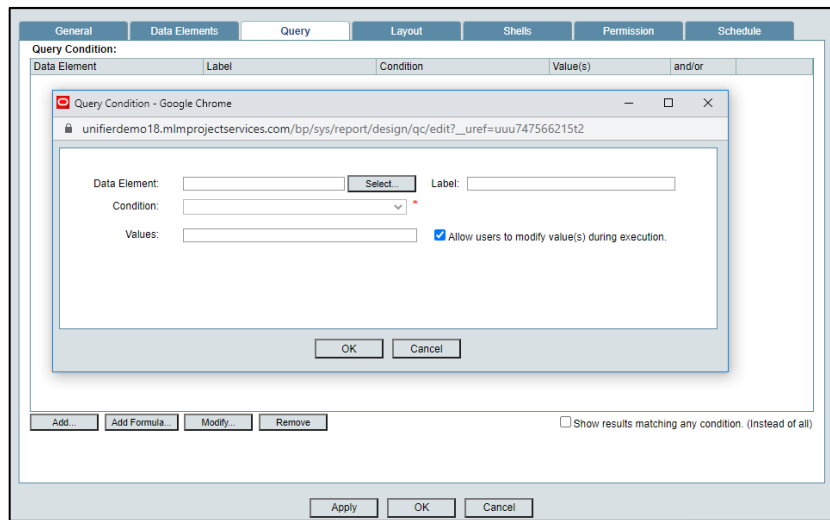 General Data Elements Query Layout Shells Permission Schedule
Query Condition:
Data Element Label Condition Value(s) and/or
Query Condition - Google Chrome
unifierdemo18.mlmprojectservices.com/bp/sys/report/design/qc/edit?__uref=uuu747566215t2
Data Element: Select... Label:
Condition: *
Values: Allow users to modify value(s) during execution.
OK Cancel
Add... Add Formula... Modify... Remove Show results matching any condition. (Instead of all)
Apply OK Cancel